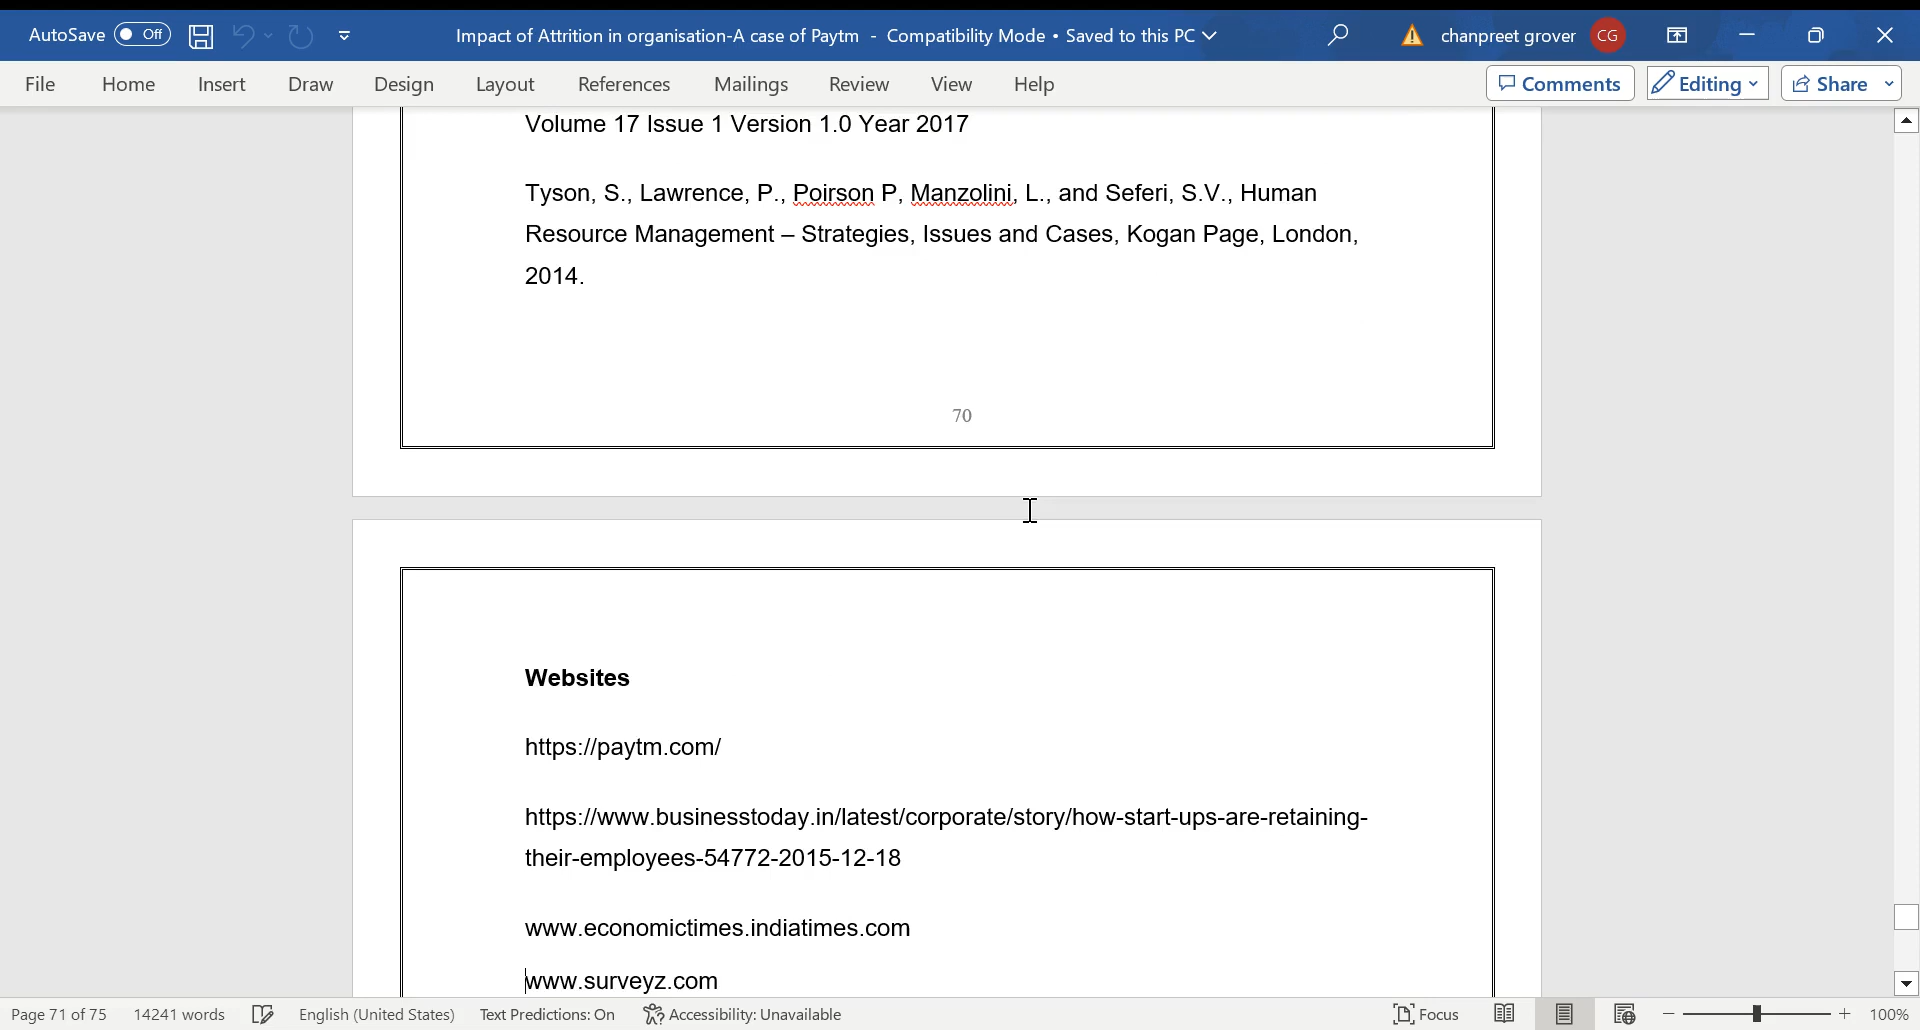 AutoSave Off Impact of Attrition in organisation-A case of Paytm - Compatibility Mode • Saved to this PC chanpreet grover CG
File Home Insert Draw Design Layout References Mailings Review View Help Comments Editing Share
Volume 17 Issue 1 Version 1.0 Year 2017
Tyson, S., Lawrence, P., Poirson P, Manzolini, L., and Seferi, S.V., Human
Resource Management – Strategies, Issues and Cases, Kogan Page, London,
2014.
70
Websites
https://paytm.com/
https://www.businesstoday.in/latest/corporate/story/how-start-ups-are-retaining-
their-employees-54772-2015-12-18
www.economictimes.indiatimes.com
www.surveyz.com
Page 71 of 75 14241 words English (United States) Text Predictions: On Accessibility: Unavailable Focus 100%